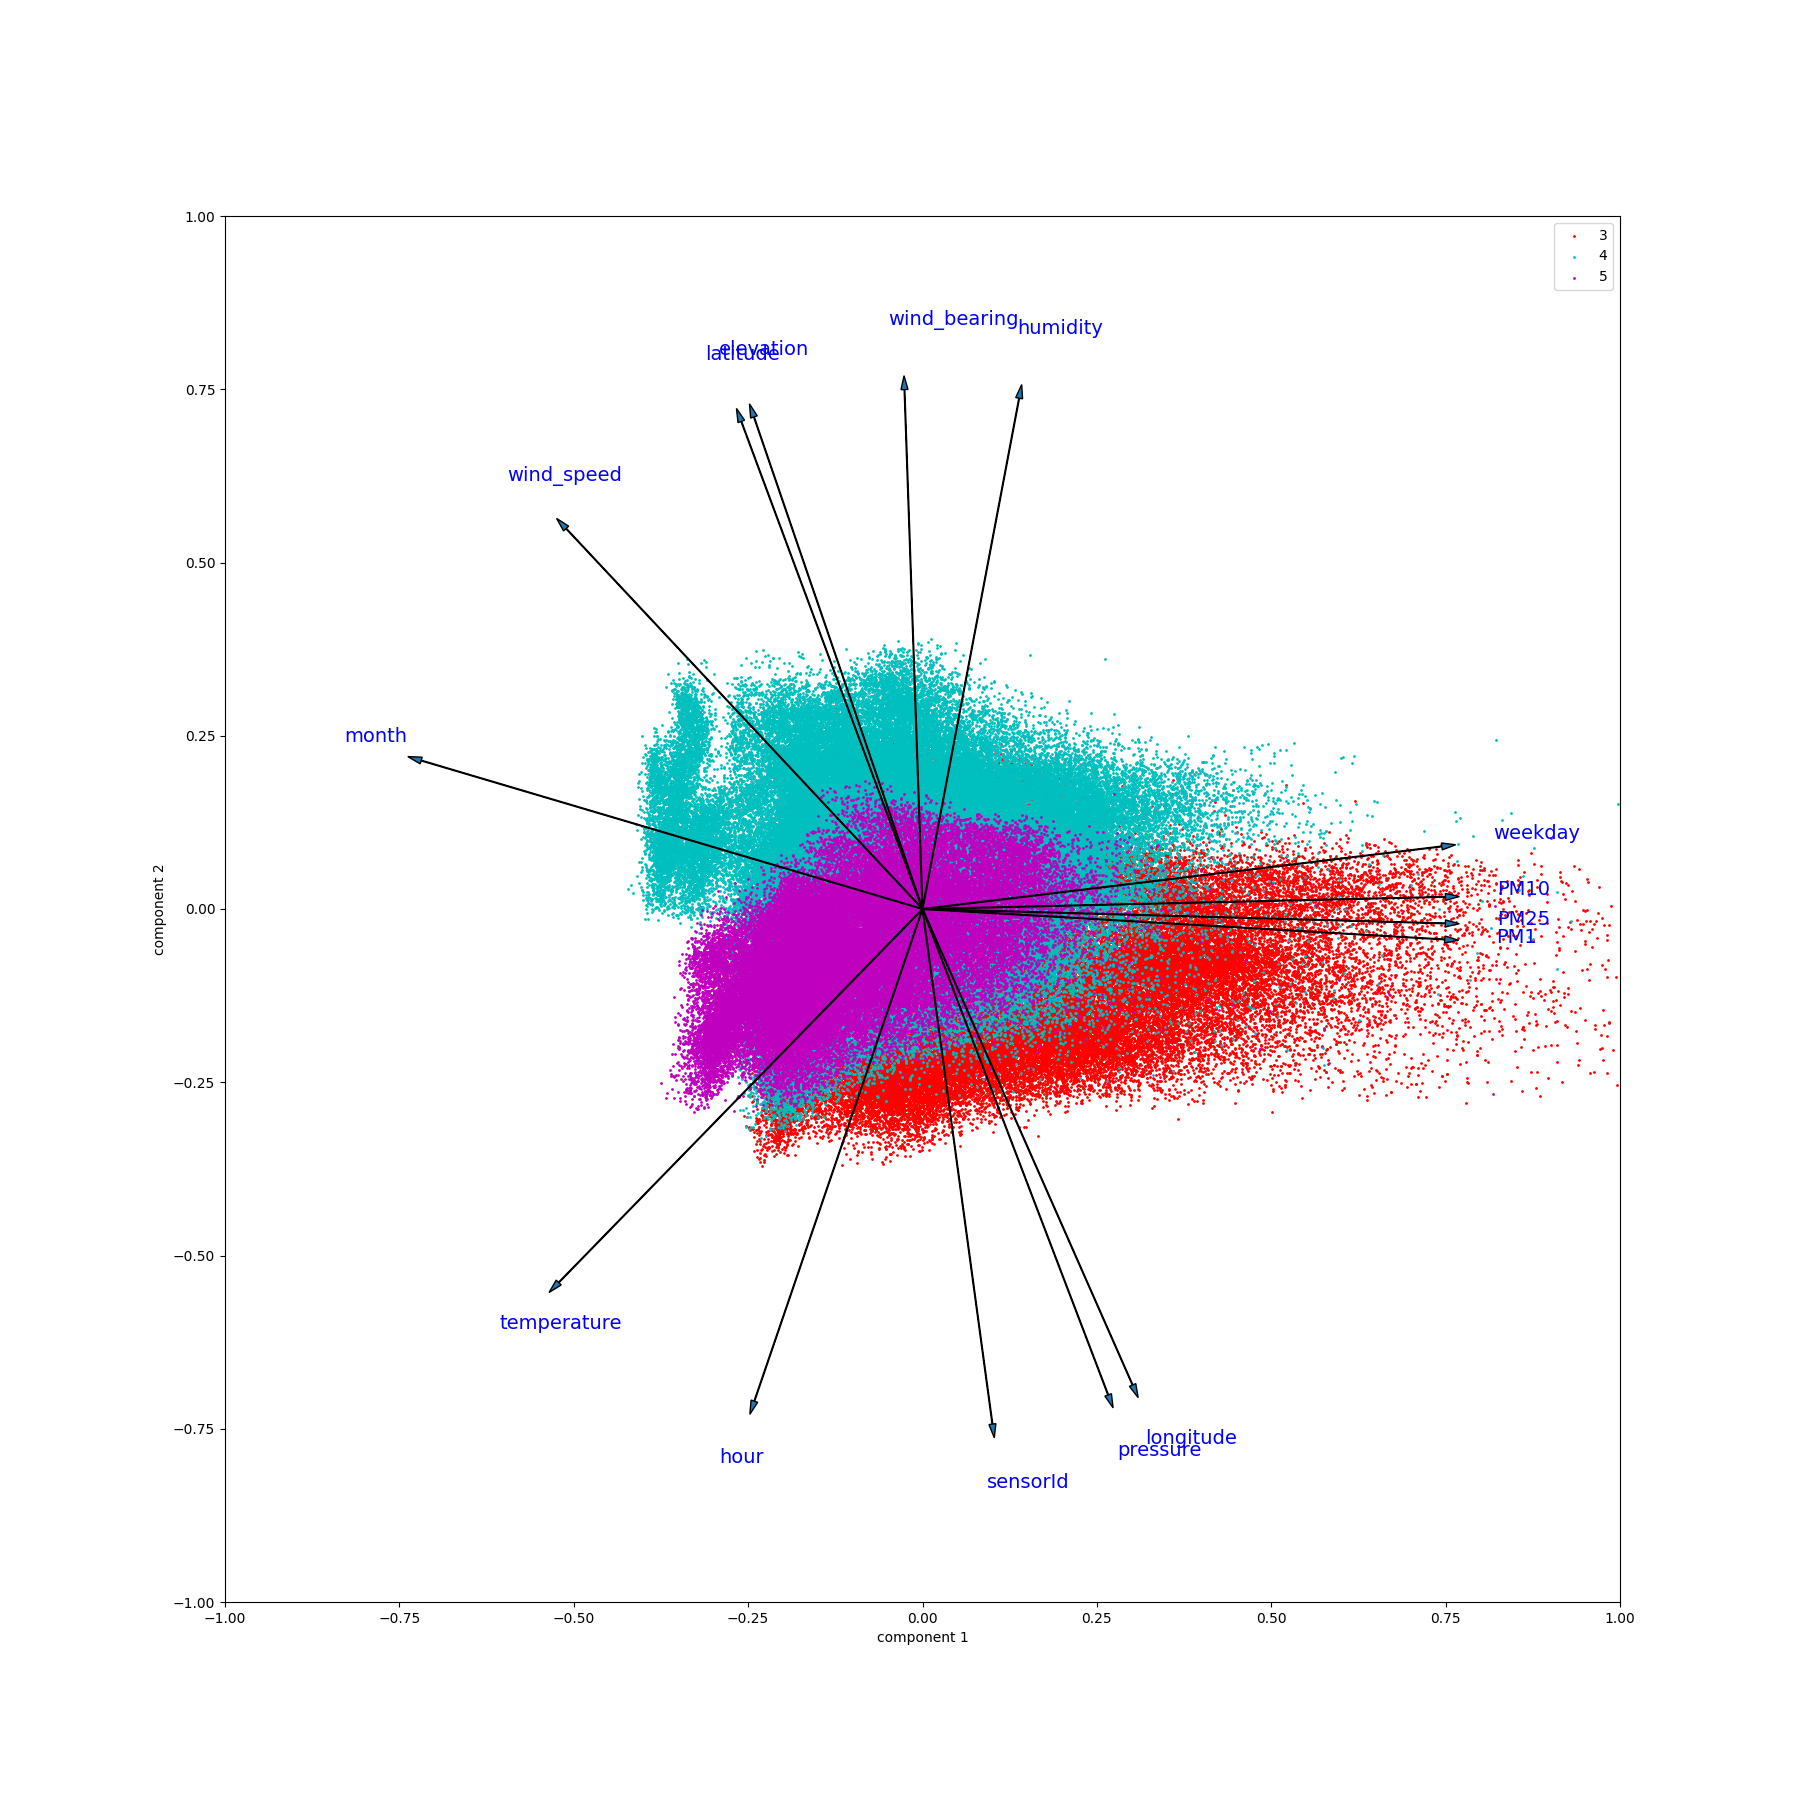 1.00
3
4
5
wind_bearing
humidity
elevation
latitude
0.75
wind_speed
0.50
month
0.25
weekday
PM10
0.00
PM25
PM1
component 2
−0.25
−0.50
temperature
−0.75
longitude
pressure
hour
sensorId
−1.00
−1.00 −0.75 −0.50 −0.25 0.00 0.25 0.50 0.75 1.00
component 1